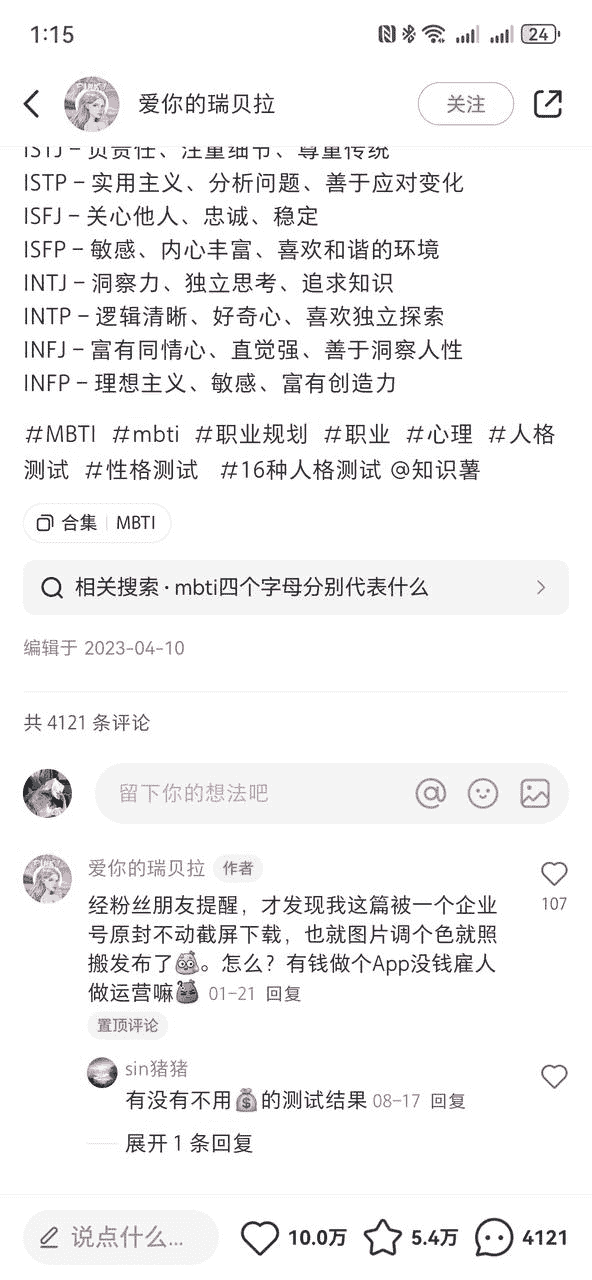 1:15
24
爱你的瑞贝拉
关注
ISTJ – 负责任、注重细节、尊重传统
ISTP – 实用主义、分析问题、善于应对变化
ISFJ – 关心他人、忠诚、稳定
ISFP – 敏感、内心丰富、喜欢和谐的环境
INTJ – 洞察力、独立思考、追求知识
INTP – 逻辑清晰、好奇心、喜欢独立探索
INFJ – 富有同情心、直觉强、善于洞察人性
INFP – 理想主义、敏感、富有创造力
#MBTI #mbti #职业规划 #职业 #心理 #人格
测试 #性格测试 #16种人格测试 @知识薯
合集 | MBTI
相关搜索 · mbti四个字母分别代表什么
编辑于 2023-04-10
共 4121 条评论
留下你的想法吧
爱你的瑞贝拉 作者
经粉丝朋友提醒，才发现我这篇被一个企业
号原封不动截屏下载，也就图片调个色就照
搬发布了。怎么？有钱做个App没钱雇人
做运营嘛 01-21 回复
107
置顶评论
sin猪猪
有没有不用💰的测试结果 08-17 回复
展开 1 条回复
说点什么...
10.0万
5.4万
4121